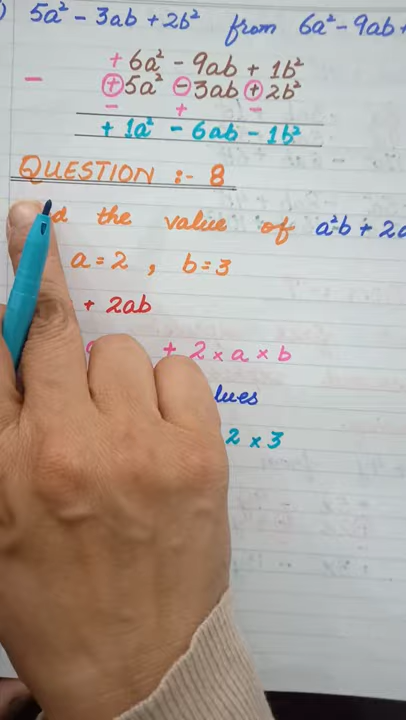 5a² - 3ab + 2b² from 6a² - 9ab +
+ 6a² - 9ab + 1b²
- + 5a² - 3ab + 2b²
- + -
+ 1a² - 6ab - 1b²
QUESTION :- 8
the value of a²b + 2a
a = 2 , b = 3
+ 2ab
+ 2 × a × b
2 × 3